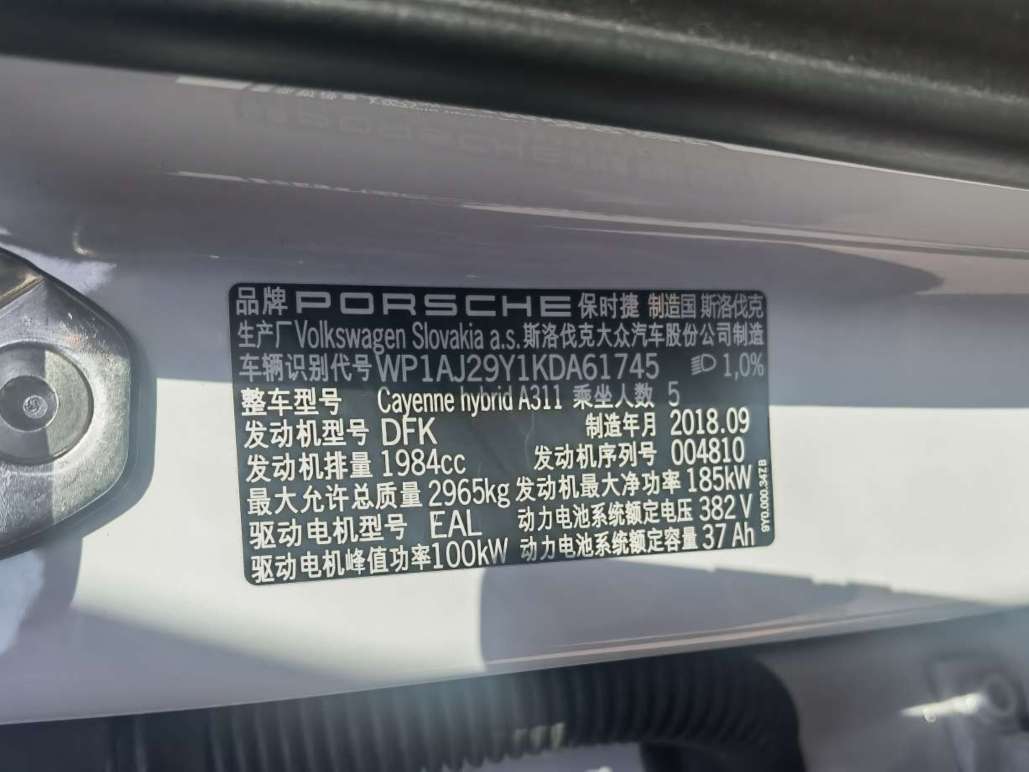 品牌 PORSCHE 保时捷 制造国 斯洛伐克
生产厂 Volkswagen Slovakia a.s. 斯洛伐克大众汽车股份公司制造
车辆识别代号 WP1AJ29Y1KDA61745 1,0%
整车型号 Cayenne hybrid A311 乘坐人数 5
发动机型号 DFK 制造年月 2018.09
发动机排量 1984cc 发动机序列号 004810
最大允许总质量 2965kg 发动机最大净功率 185kW
驱动电机型号 EAL 动力电池系统额定电压 382 V
驱动电机峰值功率 100kW 动力电池系统额定容量 37 Ah
9Y0.000.34ZB